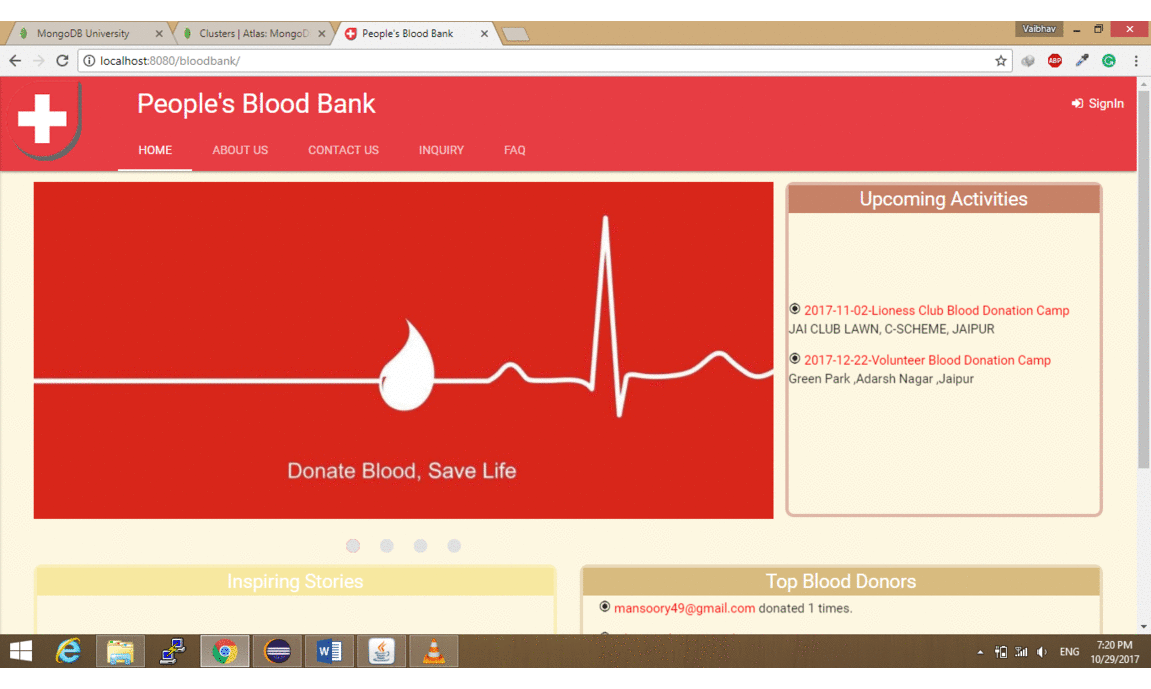 MongoDB University
Clusters | Atlas: MongoD
People's Blood Bank
Vaibhav
localhost:8080/bloodbank/
ABP
People's Blood Bank
SignIn
HOME ABOUT US CONTACT US INQUIRY FAQ
Upcoming Activities
2017-11-02-Lioness Club Blood Donation Camp
JAI CLUB LAWN, C-SCHEME, JAIPUR
2017-12-22-Volunteer Blood Donation Camp
Green Park ,Adarsh Nagar ,Jaipur
Donate Blood, Save Life
Inspiring Stories
Top Blood Donors
mansoory49@gmail.com donated 1 times.
ENG
7:20 PM
10/29/2017